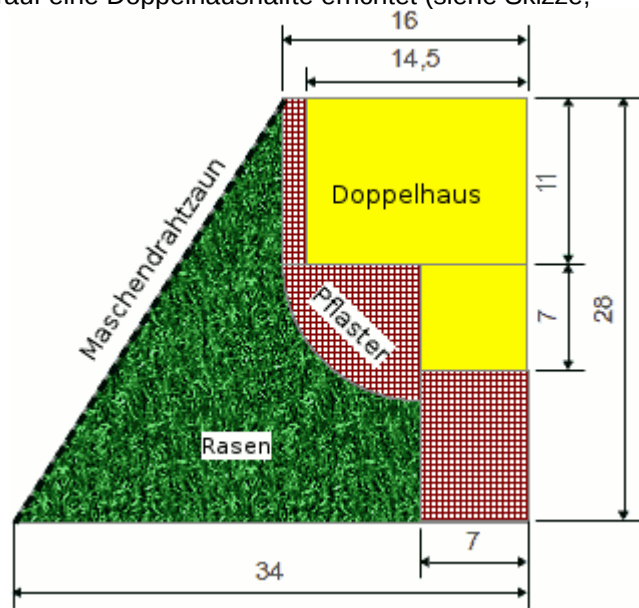 auf eine Doppelhaushälfte errichtet (siehe Skizze;
16
14,5
Maschendrahtzaun
Doppelhaus
11
Pflaster
7
28
Rasen
7
34